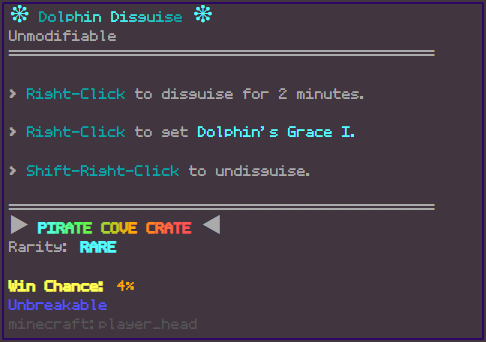 ❇ Dolphin Disguise ❇
Unmodifiable
> Right-Click to disguise for 2 minutes.
> Right-Click to set Dolphin's Grace I.
> Shift-Right-Click to undisguise.
▶ PIRATE COVE CRATE ◀
Rarity: RARE
Win Chance: 4%
Unbreakable
minecraft:player_head